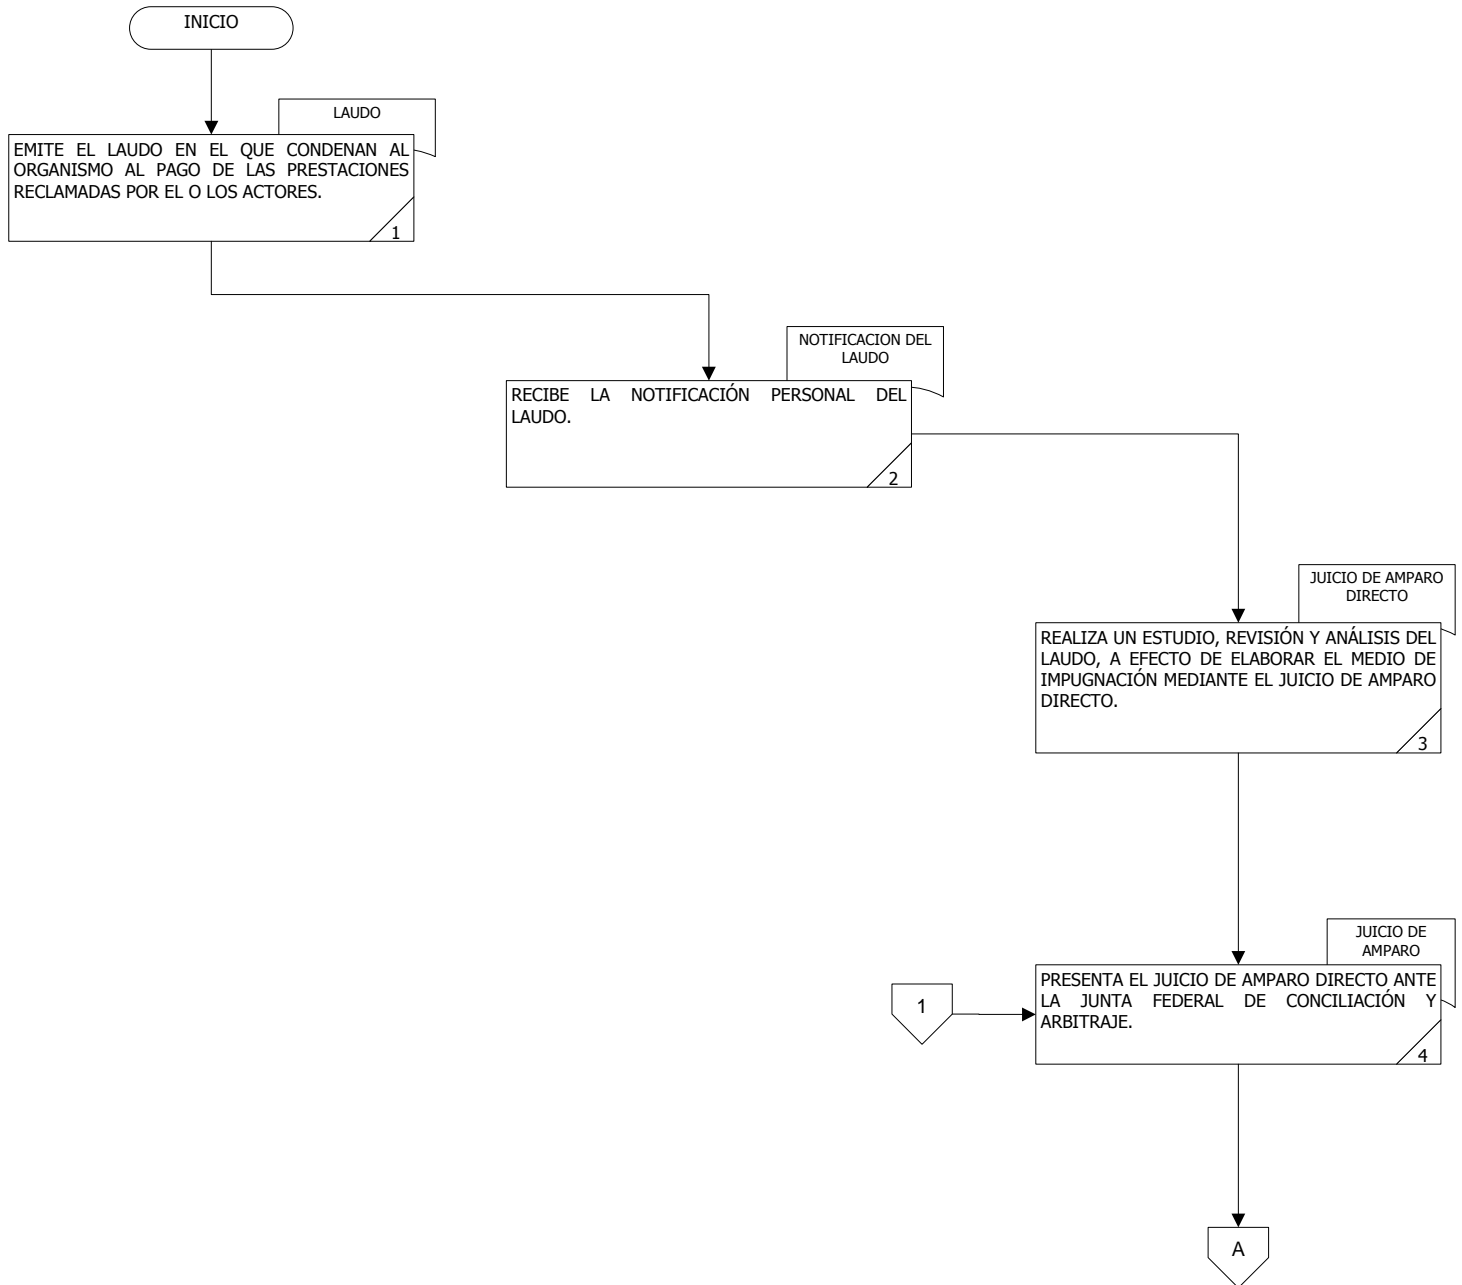 INICIO
LAUDO
EMITE EL LAUDO EN EL QUE CONDENAN AL
ORGANISMO AL PAGO DE LAS PRESTACIONES
RECLAMADAS POR EL O LOS ACTORES.
1
NOTIFICACION DEL
LAUDO
RECIBE LA NOTIFICACIÓN PERSONAL DEL
LAUDO.
2
JUICIO DE AMPARO
DIRECTO
REALIZA UN ESTUDIO, REVISIÓN Y ANÁLISIS DEL
LAUDO, A EFECTO DE ELABORAR EL MEDIO DE
IMPUGNACIÓN MEDIANTE EL JUICIO DE AMPARO
DIRECTO.
3
JUICIO DE
AMPARO
1
PRESENTA EL JUICIO DE AMPARO DIRECTO ANTE
LA JUNTA FEDERAL DE CONCILIACIÓN Y
ARBITRAJE.
4
A